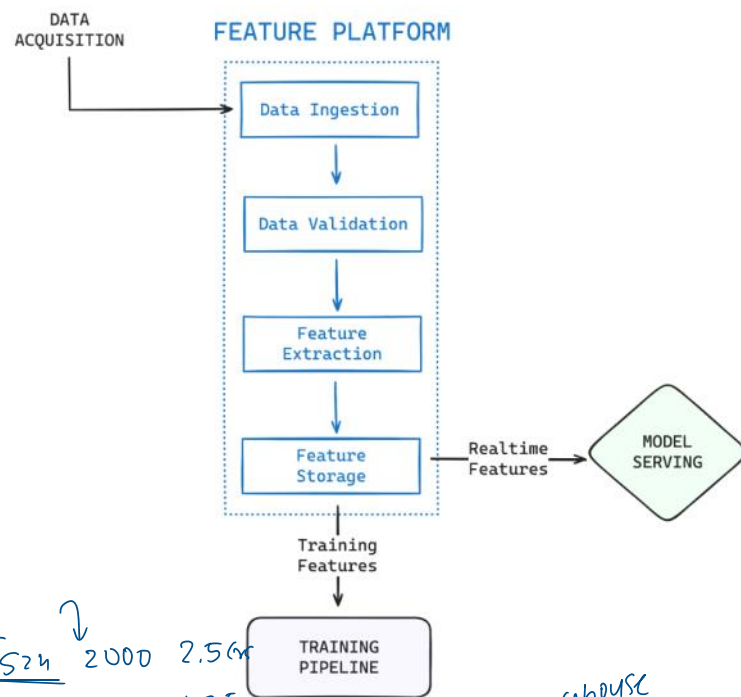 DATA
ACQUISITION
FEATURE PLATFORM
Data Ingestion
Data Validation
Feature
Extraction
Feature
Storage
Realtime
Features
MODEL
SERVING
Training
Features
TRAINING
PIPELINE
2000 2.5